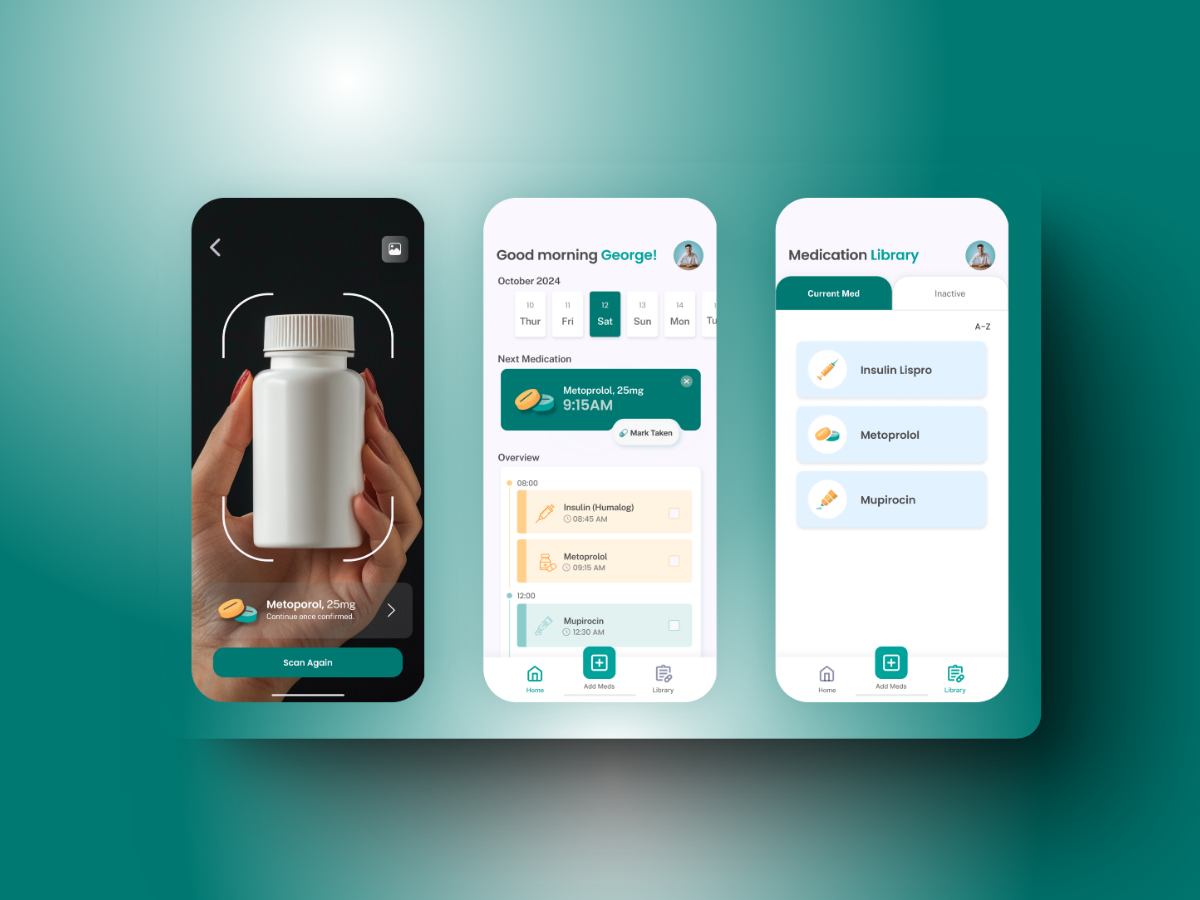 Metoporol, 25mg
Continue once confirmed.
Scan Again
Good morning George!
October 2024
10 11 12 13 14
Thur Fri Sat Sun Mon Tu
Next Medication
Metoprolol, 25mg
9:15AM
Mark Taken
Overview
08:00
Insulin (Humalog)
08:45 AM
Metoprolol
09:15 AM
12:00
Mupirocin
12:30 AM
Home
Add Meds
Library
Medication Library
Current Med
Inactive
A-Z
Insulin Lispro
Metoprolol
Mupirocin
Home
Add Meds
Library